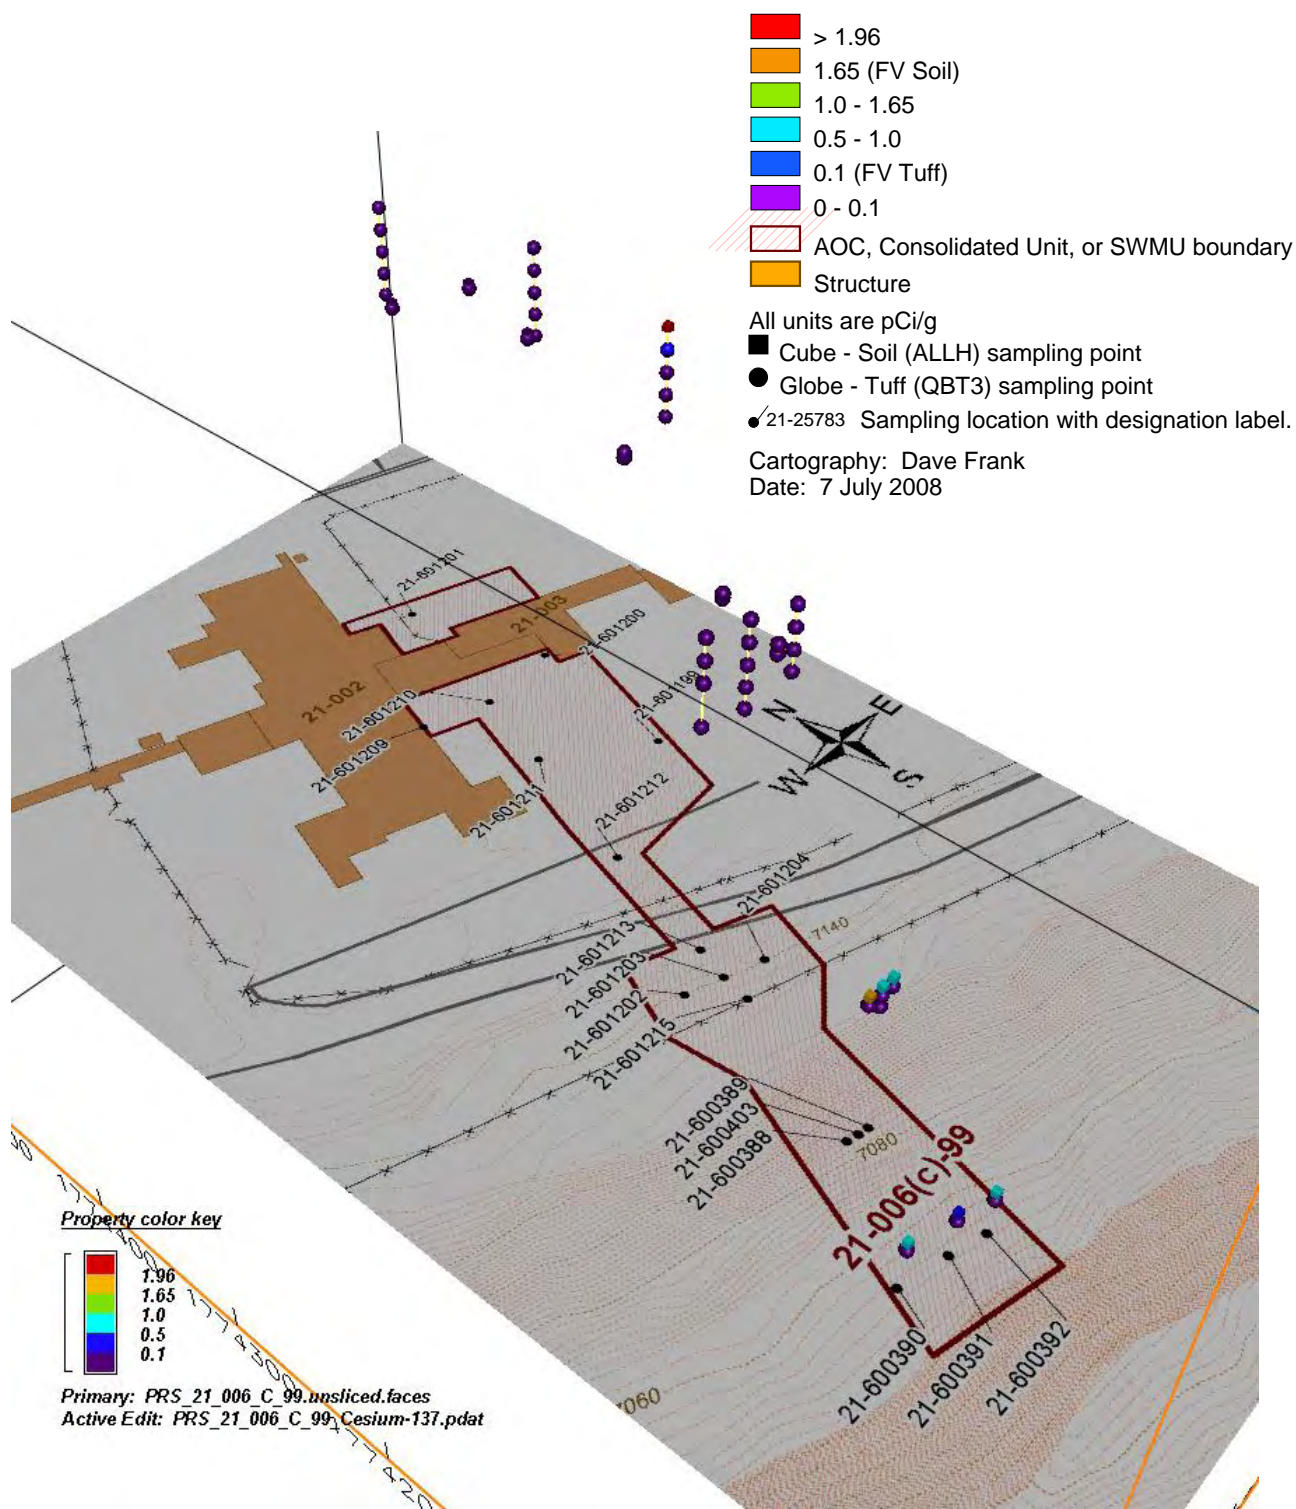 > 1.96
1.65 (FV Soil)
1.0 - 1.65
0.5 - 1.0
0.1 (FV Tuff)
0 - 0.1
AOC, Consolidated Unit, or SWMU boundary
Structure
All units are pCi/g
Cube - Soil (ALLH) sampling point
Globe - Tuff (QBT3) sampling point
21-25783 Sampling location with designation label.
Cartography: Dave Frank
Date: 7 July 2008
21-601201
21-003
21-601200
21-002
21-601210
21-601199
21-601209
21-601211
21-601212
N
E
W
S
21-601204
7140
21-601213
21-601203
21-601202
21-601215
21-600389
21-600403
21-600388
7080
21-006(c)-99
21-600390
21-600391
21-600392
7060
Property color key
1.96
1.65
1.0
0.5
0.1
Primary: PRS_21_006_C_99.unsliced.faces
Active Edit: PRS_21_006_C_99_Cesium-137.pdat